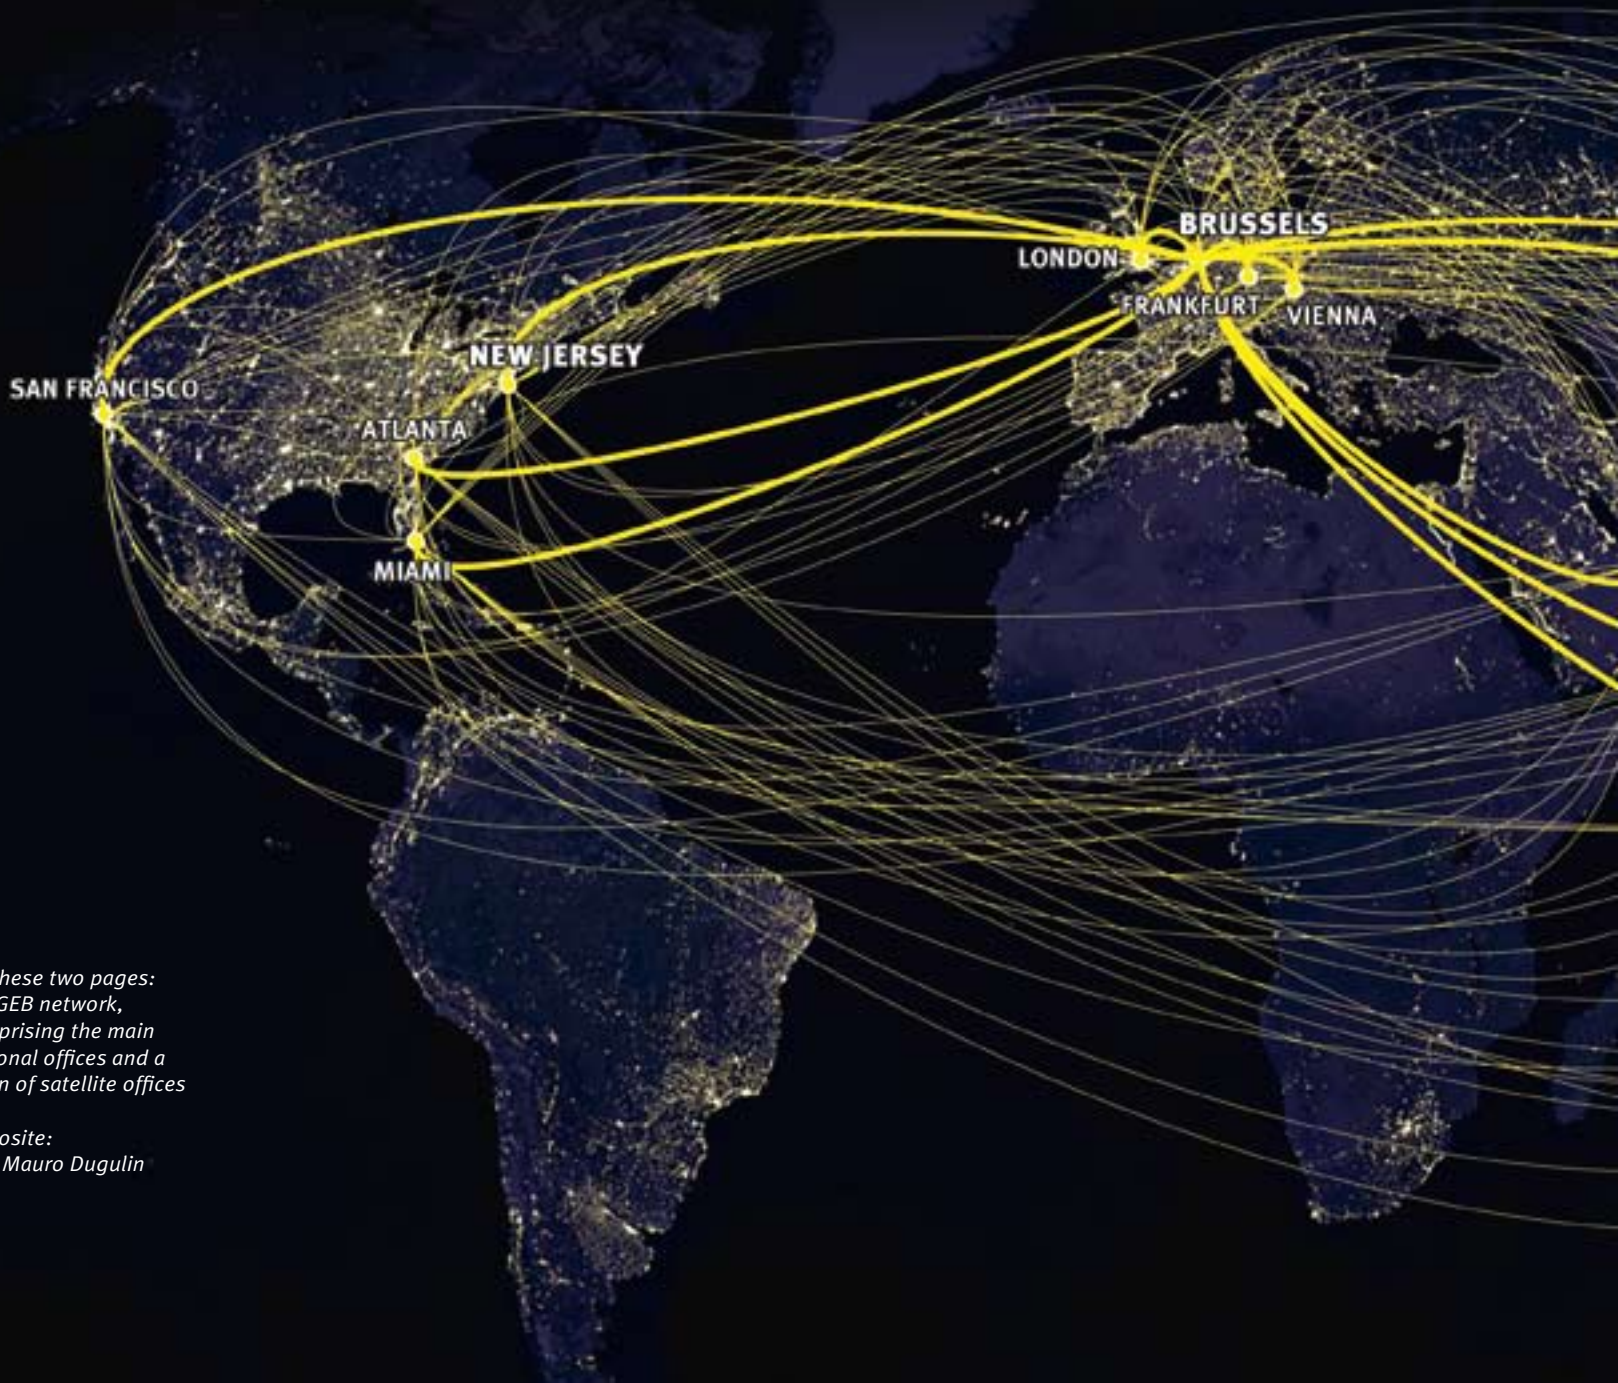 BRUSSELS
LONDON
FRANKFURT
VIENNA
NEW JERSEY
SAN FRANCISCO
ATLANTA
MIAMI
hese two pages:
GEB network,
prising the main
onal offices and a
n of satellite offices
osite:
Mauro Dugulin